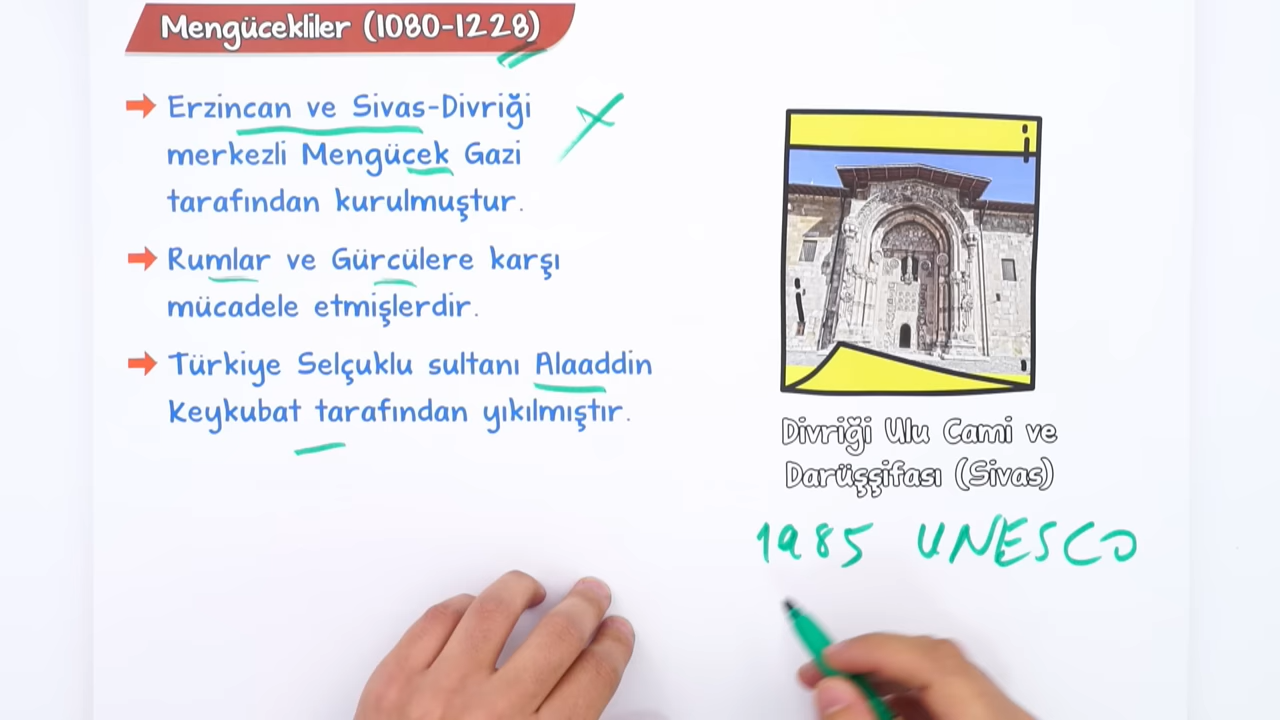 Mengücekliler (1080-1228)
Erzincan ve Sivas-Divriği
merkezli Mengücek Gazi
tarafından kurulmuştur.
Rumlar ve Gürcülere karşı
mücadele etmişlerdir.
Türkiye Selçuklu sultanı Alaaddin
Keykubat tarafından yıkılmıştır.
Divriği Ulu Cami ve
Darüşşifası (Sivas)
1985 UNESCO